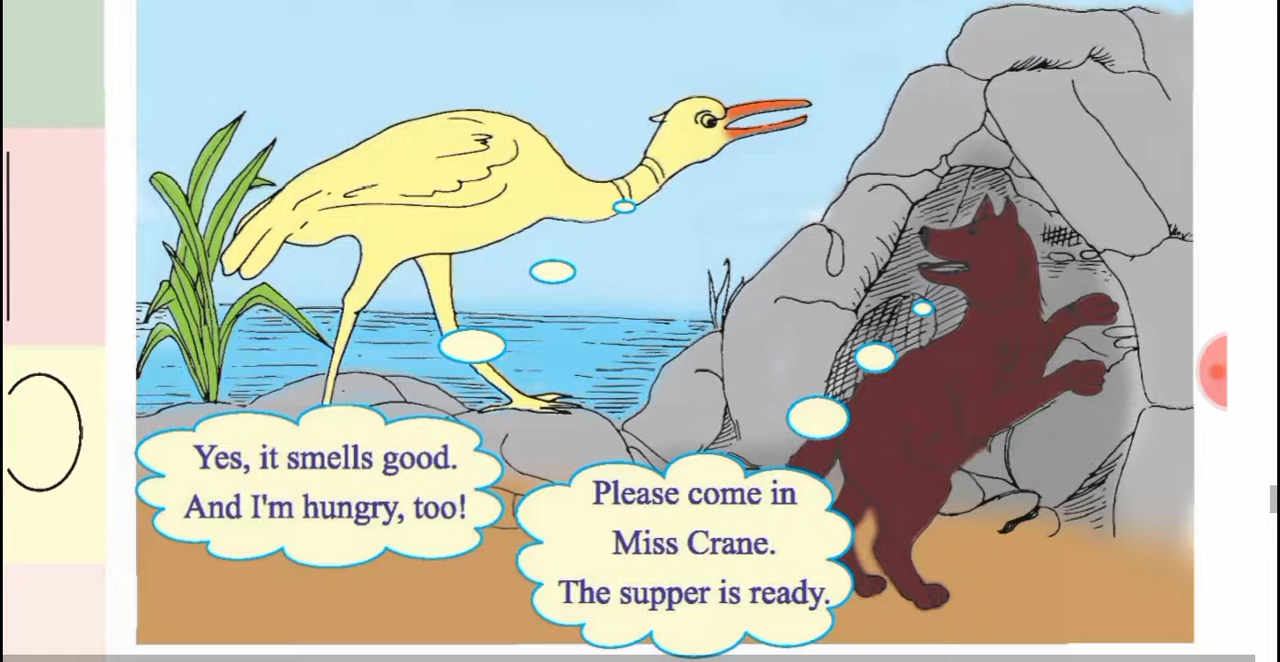 Yes, it smells good.
And I'm hungry, too!
Please come in
Miss Crane.
The supper is ready.